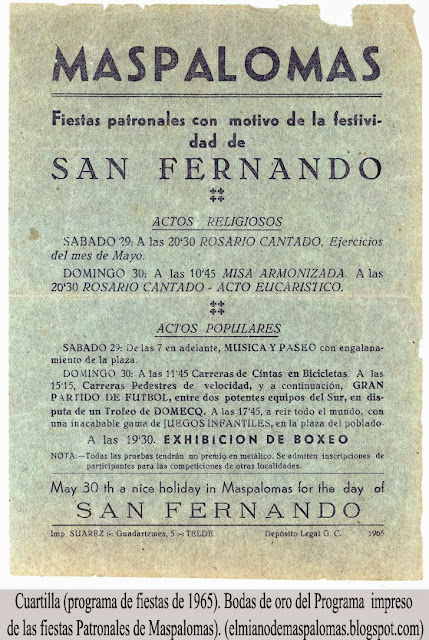 MASPALOMAS
Fiestas patronales con motivo de la festivi-
dad de
SAN FERNANDO
ACTOS RELIGIOSOS
SABADO 29: A las 20'30 ROSARIO CANTADO, Ejercicios
del mes de Mayo.
DOMINGO 30: A las 10'45 MISA ARMONIZADA. A las
20'30 ROSARIO CANTADO - ACTO EUCARISTICO.
ACTOS POPULARES
SABADO 29: De las 7 en adelante, MUSICA Y PASEO con engalana-
namiento de la plaza.
DOMINGO 30: A las 11'45 Carreras de Cintas en Bicicletas. A las
15'15, Carreras Pedestres de velocidad, y a continuación, GRAN
PARTIDO DE FUTBOL, entre dos potentes equipos del Sur, en dis-
puta de un Trofeo de DOMECQ. A las 17'45, a reir todo el mundo, con
una inacabable gama de JUEGOS INFANTILES, en la plaza del poblado
A las 19'30. EXHIBICION DE BOXEO
NOTA:—Todas las pruebas tendrán un premio en metálico. Se admiten inscripciones de
participantes para las competiciones de otras localidades.
May 30 th a nice holiday in Maspalomas for the day of
SAN FERNANDO
Imp SUAREZ :-: Guadartemes, 5 :-: TELDE Depósito Legal G. C. 1965
Cuartilla (programa de fiestas de 1965). Bodas de oro del Programa impreso
de las fiestas Patronales de Maspalomas). (elmianodemaspalomas.blogspot.com)